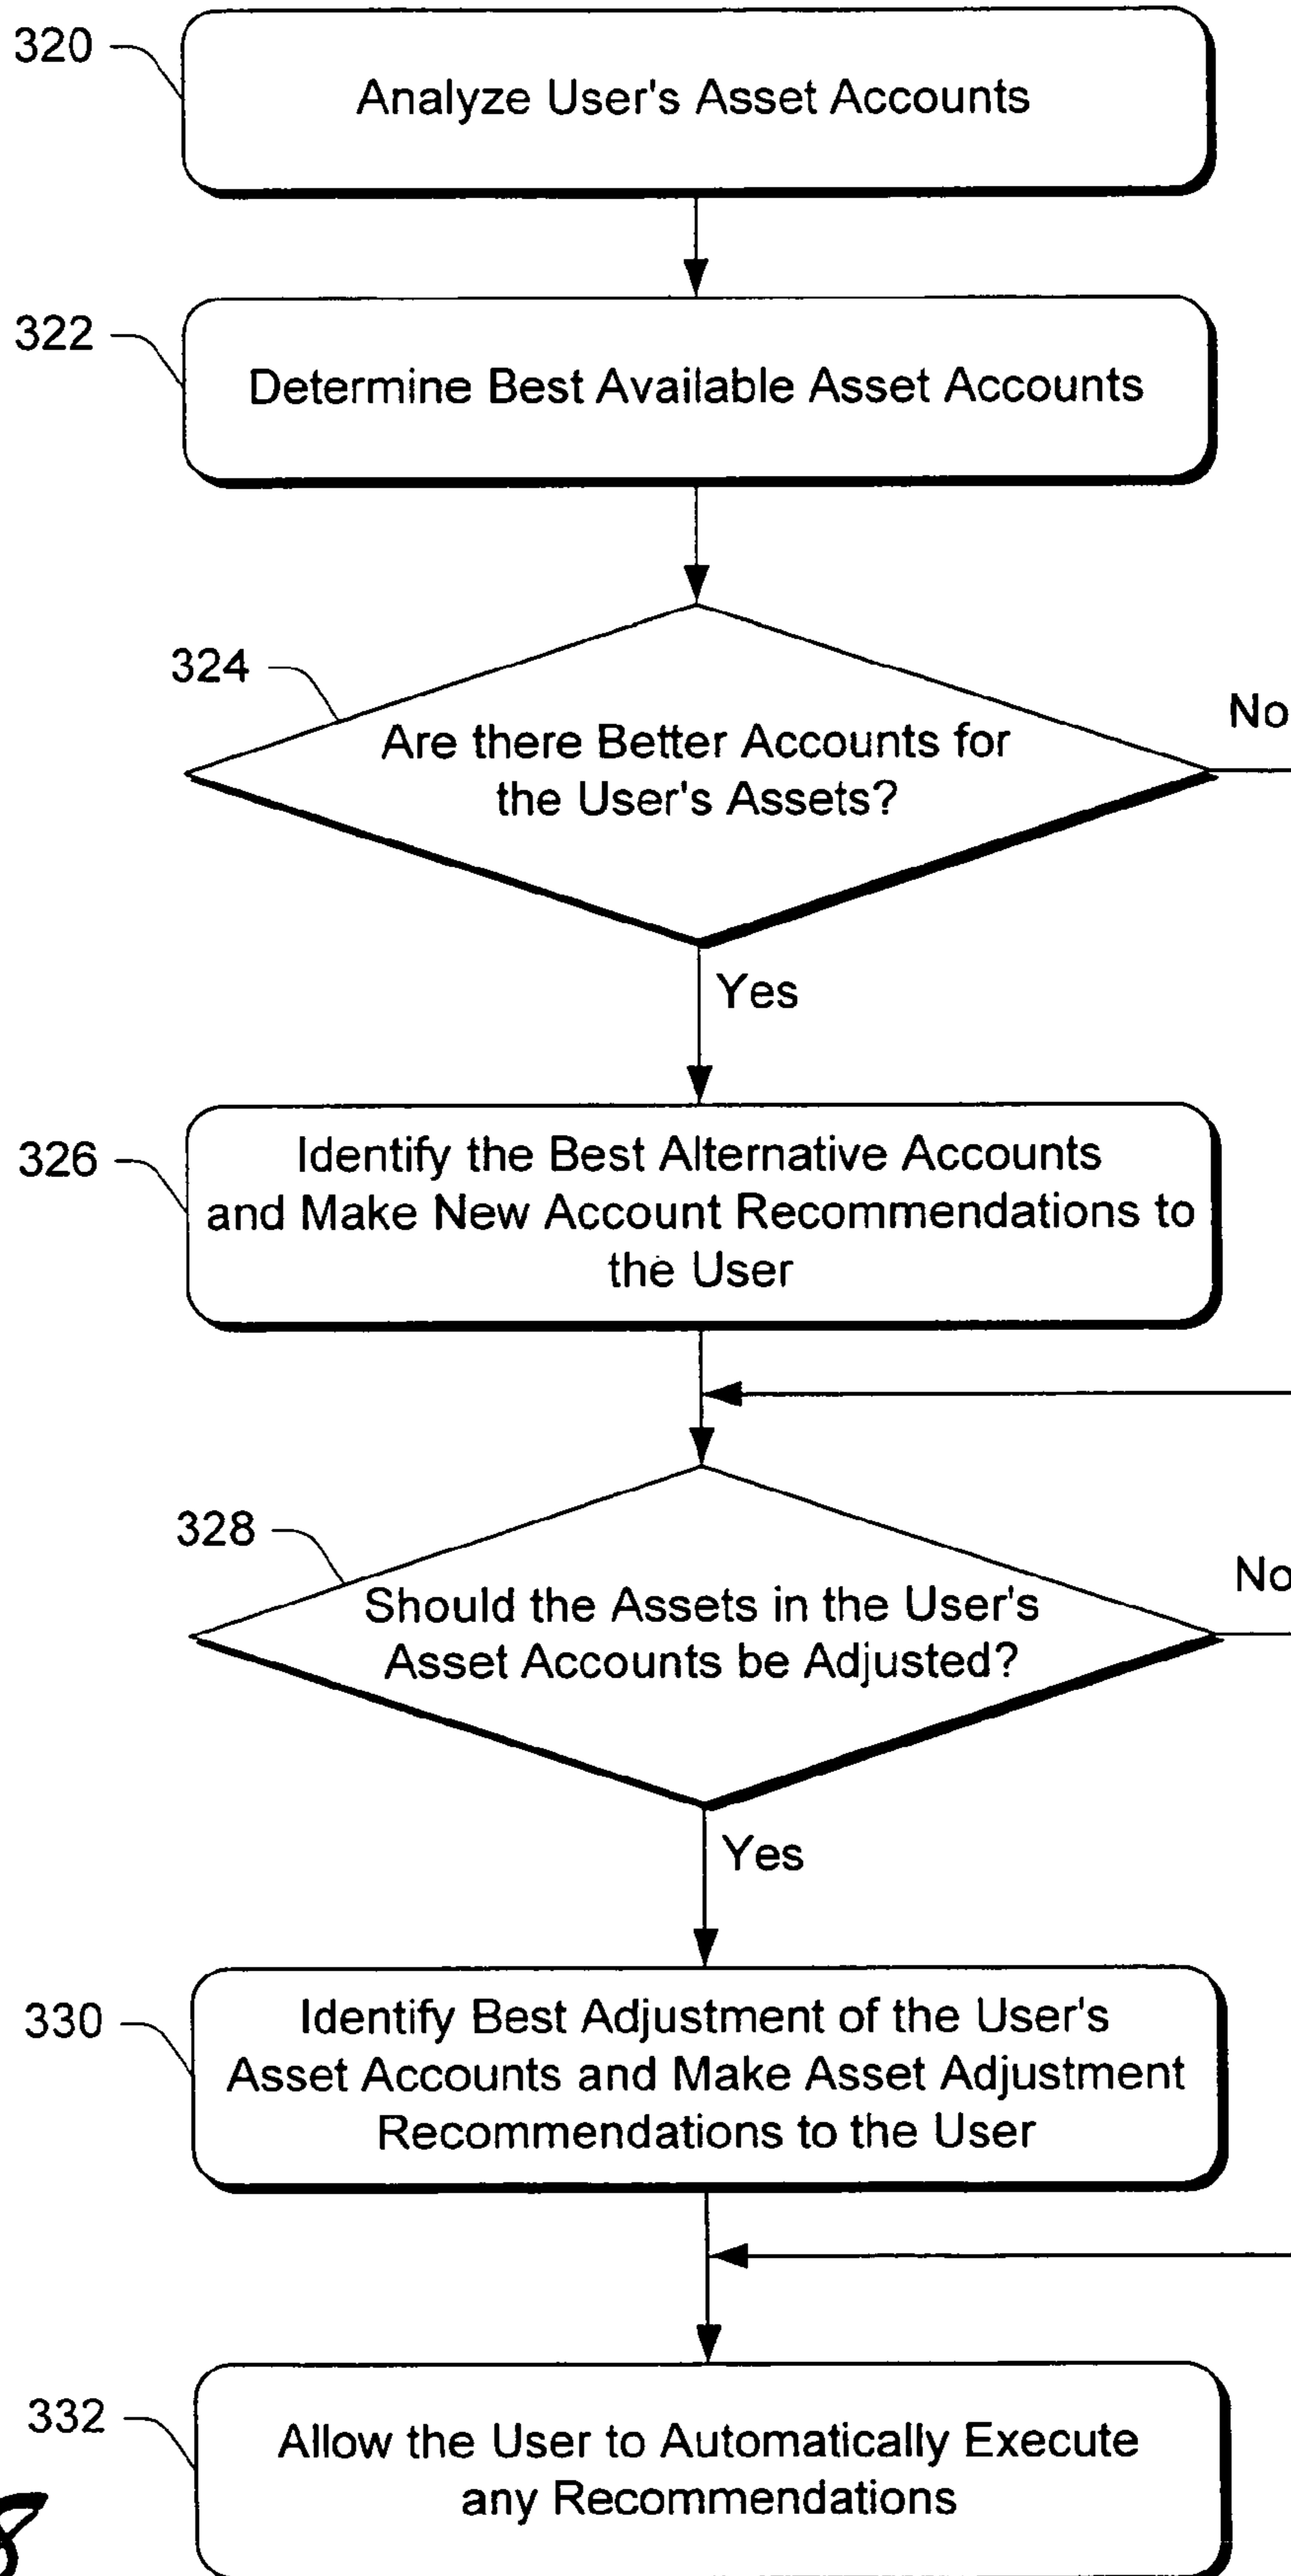 320
Analyze User's Asset Accounts
322
Determine Best Available Asset Accounts
324
Are there Better Accounts for
the User's Assets?
No
Yes
326
Identify the Best Alternative Accounts
and Make New Account Recommendations to
the User
328
Should the Assets in the User's
Asset Accounts be Adjusted?
No
Yes
330
Identify Best Adjustment of the User's
Asset Accounts and Make Asset Adjustment
Recommendations to the User
332
Allow the User to Automatically Execute
any Recommendations